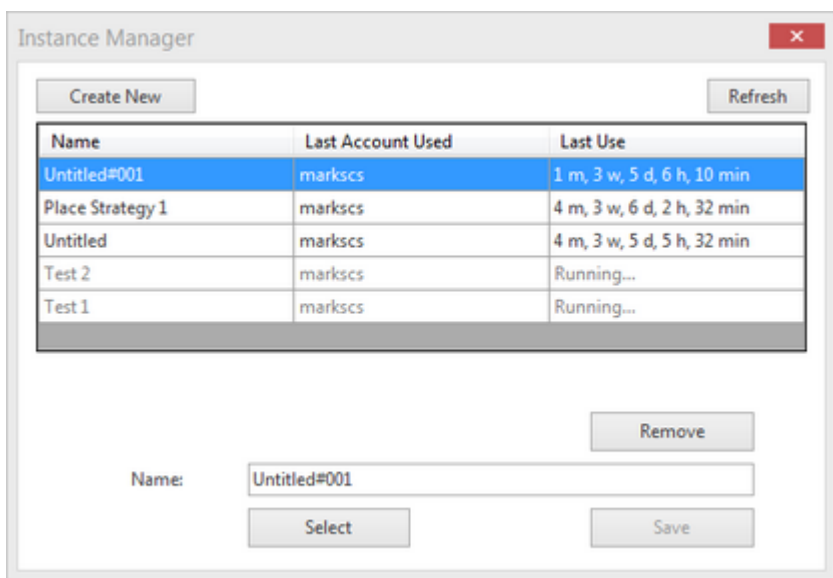 Instance Manager
Create New Refresh
Name Last Account Used Last Use
Untitled#001 markscs 1 m, 3 w, 5 d, 6 h, 10 min
Place Strategy 1 markscs 4 m, 3 w, 6 d, 2 h, 32 min
Untitled markscs 4 m, 3 w, 5 d, 5 h, 32 min
Test 2 markscs Running...
Test 1 markscs Running...
Remove
Name: Untitled#001
Select Save